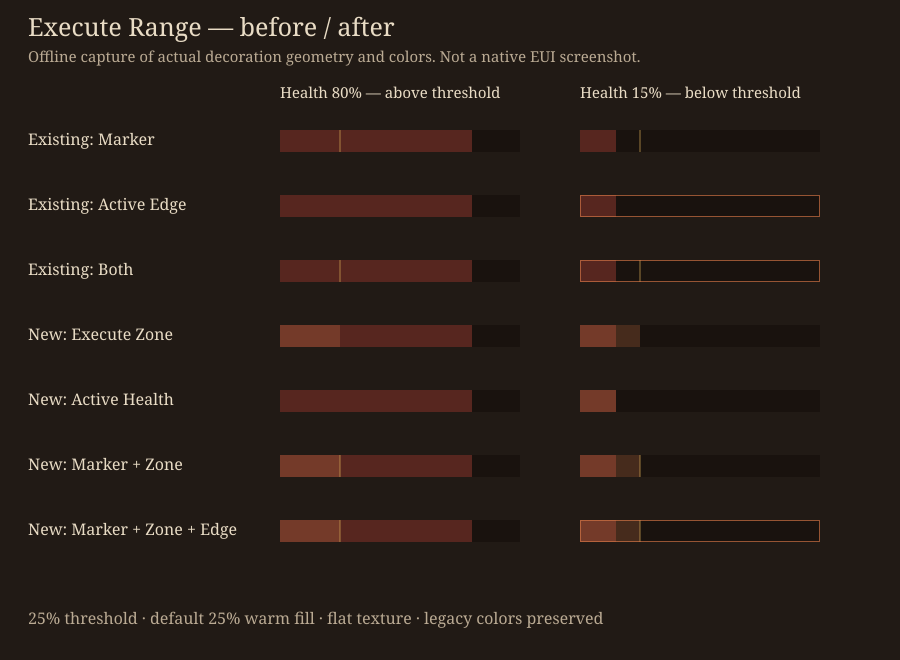 Execute Range — before / after
Offline capture of actual decoration geometry and colors. Not a native EUI screenshot.
Health 80% — above threshold
Health 15% — below threshold
Existing: Marker
Existing: Active Edge
Existing: Both
New: Execute Zone
New: Active Health
New: Marker + Zone
New: Marker + Zone + Edge
25% threshold · default 25% warm fill · flat texture · legacy colors preserved